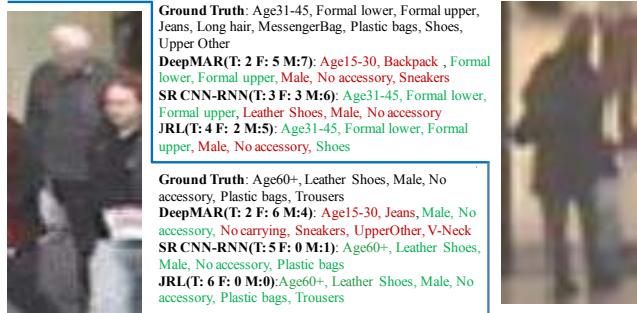 Ground Truth: Age31-45, Formal lower, Formal upper,
Jeans, Long hair, MessengerBag, Plastic bags, Shoes,
Upper Other
DeepMAR(T: 2 F: 5 M:7): Age15-30, Backpack , Formal
lower, Formal upper, Male, No accessory, Sneakers
SR CNN-RNN(T: 3 F: 3 M:6): Age31-45, Formal lower,
Formal upper, Leather Shoes, Male, No accessory
JRL(T: 4 F: 2 M:5): Age31-45, Formal lower, Formal
upper, Male, No accessory, Shoes
Ground Truth: Age60+, Leather Shoes, Male, No
accessory, Plastic bags, Trousers
DeepMAR(T: 2 F: 6 M:4): Age15-30, Jeans, Male, No
accessory, No carrying, Sneakers, UpperOther, V-Neck
SR CNN-RNN(T: 5 F: 0 M:1): Age60+, Leather Shoes,
Male, No accessory, Plastic bags
JRL(T: 6 F: 0 M:0):Age60+, Leather Shoes, Male, No
accessory, Plastic bags, Trousers